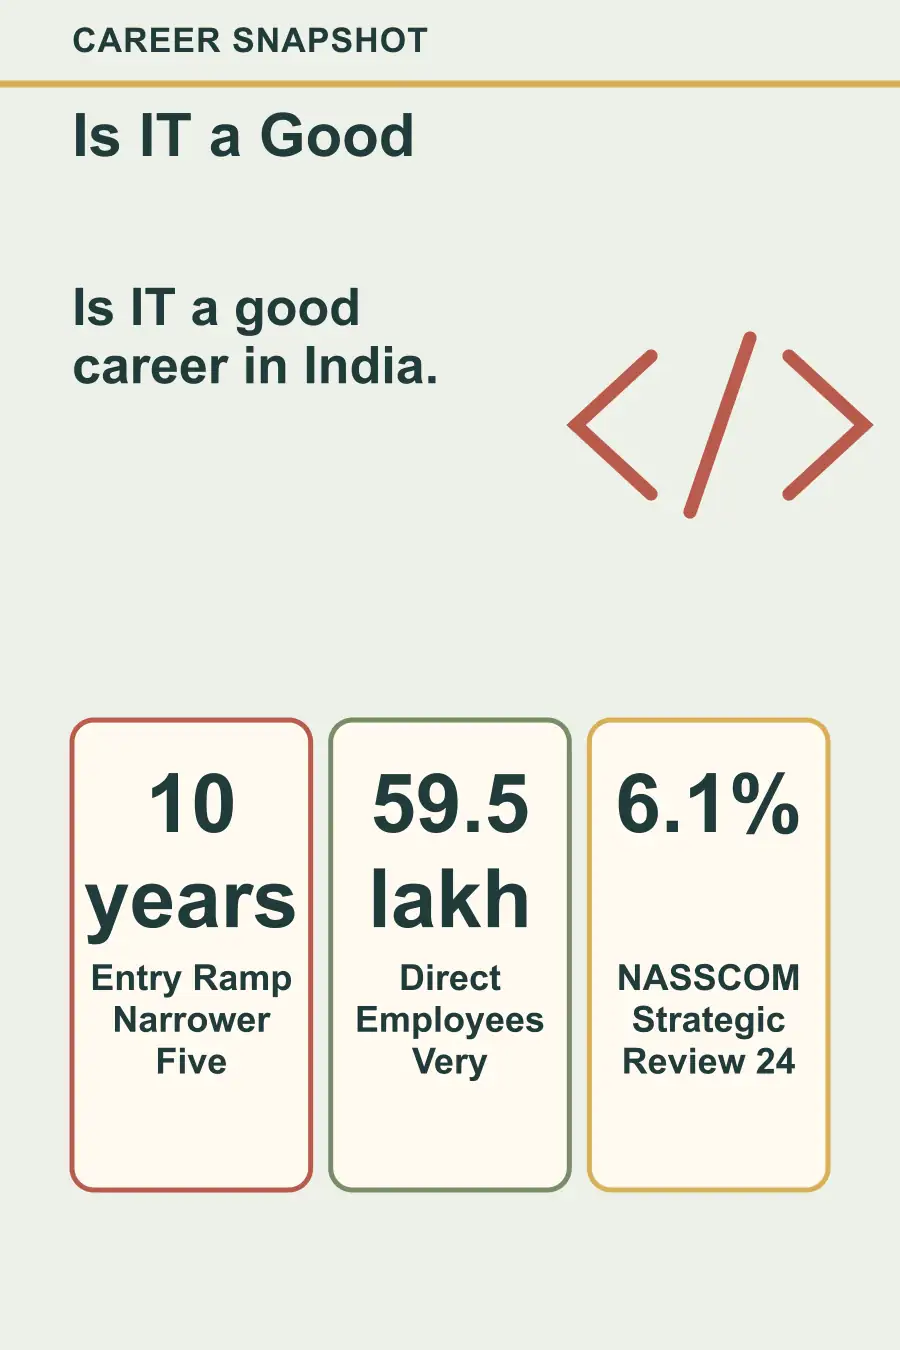 CAREER SNAPSHOT
Is IT a Good
Is IT a good
career in India.
10
years
Entry Ramp
Narrower
Five
59.5
lakh
Direct
Employees
Very
6.1%
NASSCOM
Strategic
Review 24